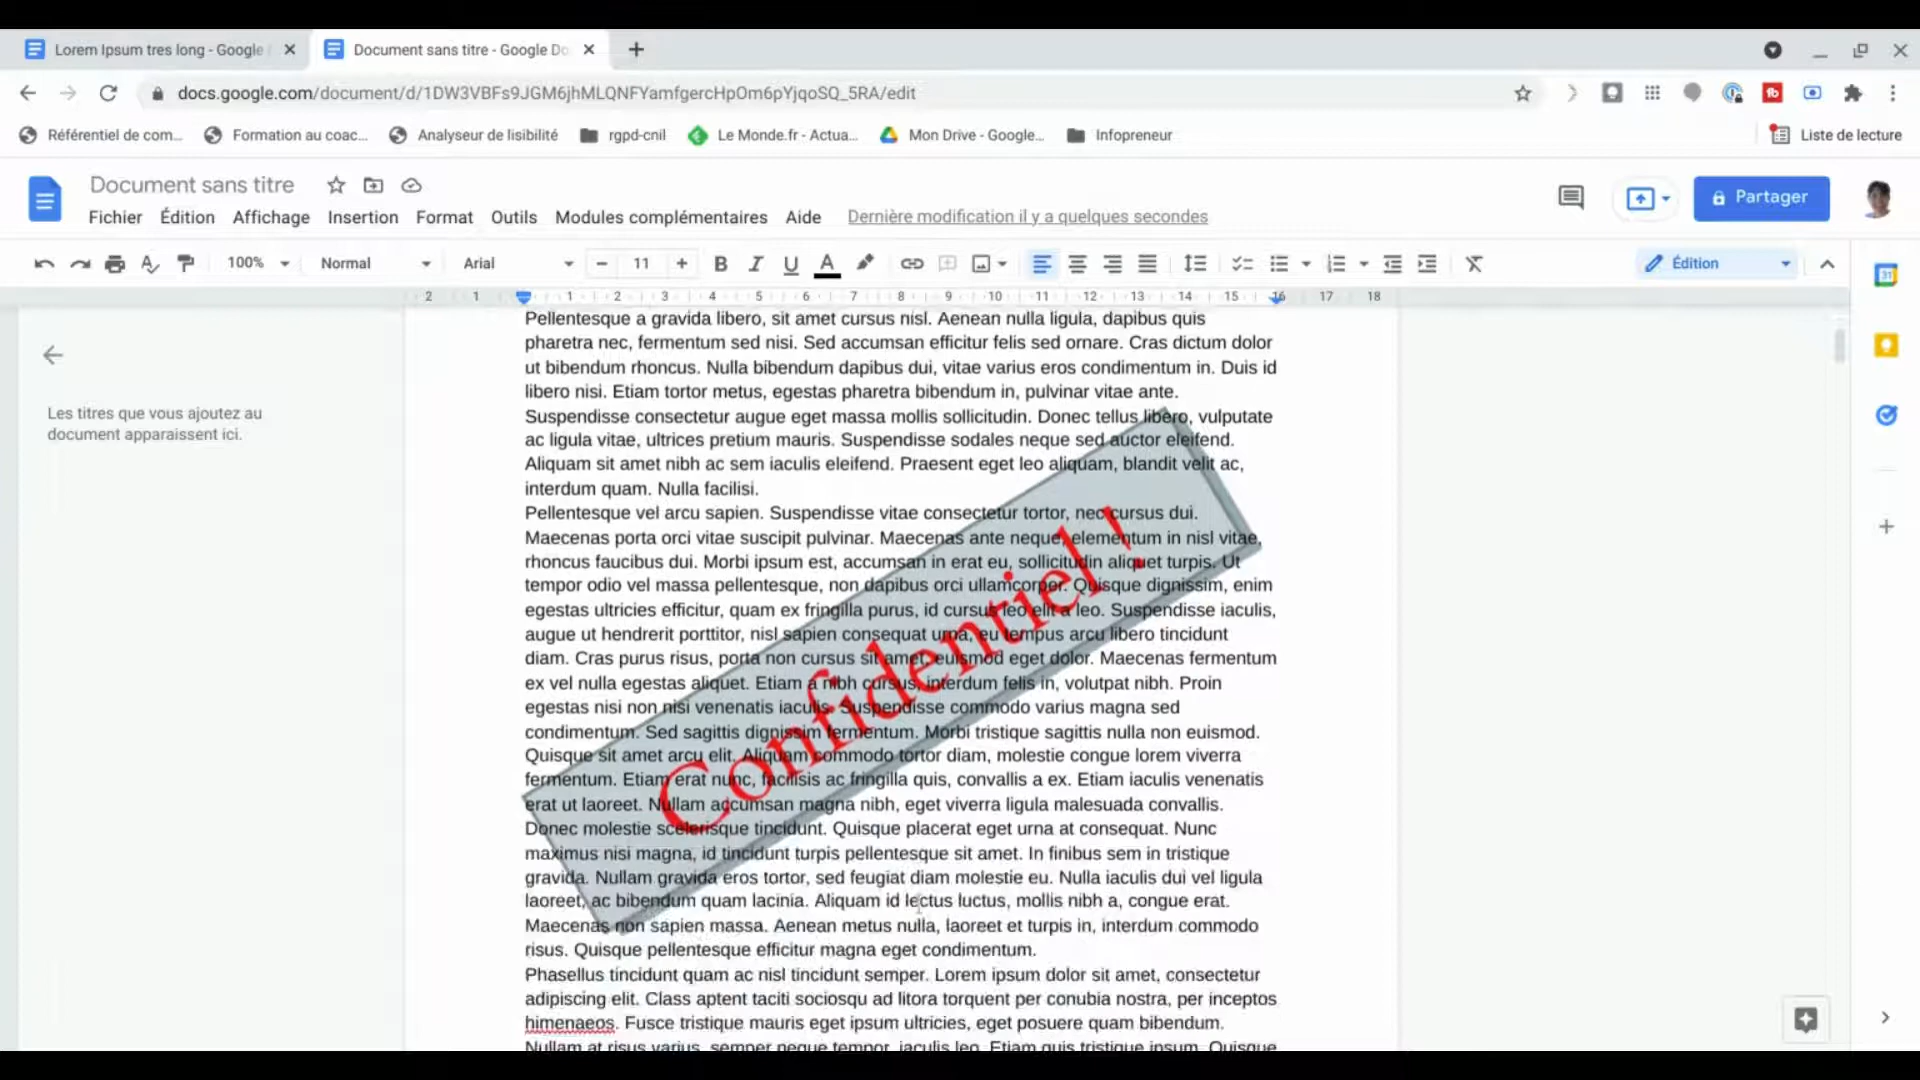 Lorem Ipsum tres long - Google
Document sans titre - Google Do
docs.google.com/document/d/1DW3VBFs9JGM6jhMLQNFYamfgercHpOm6pYjqoSQ_5RA/edit
Référentiel de com...
Formation au coac...
Analyseur de lisibilité
rgpd-cnil
Le Monde.fr - Actua...
Mon Drive - Google...
Infopreneur
Liste de lecture
Document sans titre
Partager
Fichier Édition Affichage Insertion Format Outils Modules complémentaires Aide Dernière modification il y a quelques secondes
100% Normal Arial − 11 + B I U A Édition
2 1 1 2 3 4 5 6 7 8 9 10 11 12 13 14 15 16 17 18
Les titres que vous ajoutez au
document apparaissent ici.
Pellentesque a gravida libero, sit amet cursus nisl. Aenean nulla ligula, dapibus quis
pharetra nec, fermentum sed nisi. Sed accumsan efficitur felis sed ornare. Cras dictum dolor
ut bibendum rhoncus. Nulla bibendum dapibus dui, vitae varius eros condimentum in. Duis id
libero nisi. Etiam tortor metus, egestas pharetra bibendum in, pulvinar vitae ante.
Suspendisse consectetur augue eget massa mollis sollicitudin. Donec tellus libero, vulputate
ac ligula vitae, ultrices pretium mauris. Suspendisse sodales neque sed auctor eleifend.
Aliquam sit amet nibh ac sem iaculis eleifend. Praesent eget leo aliquam, blandit velit ac,
interdum quam. Nulla facilisi.
Pellentesque vel arcu sapien. Suspendisse vitae consectetur tortor, nec cursus dui.
Maecenas porta orci vitae suscipit pulvinar. Maecenas ante neque, elementum in nisl vitae,
rhoncus faucibus dui. Morbi ipsum est, accumsan in erat eu, sollicitudin aliquet turpis. Ut
tempor odio vel massa pellentesque, non dapibus orci ullamcorper. Quisque dignissim, enim
egestas ultricies efficitur, quam ex fringilla purus, id cursus leo elit a leo. Suspendisse iaculis,
augue ut hendrerit porttitor, nisl sapien consequat urna, eu tempus arcu libero tincidunt
diam. Cras purus risus, porta non cursus sit amet, euismod eget dolor. Maecenas fermentum
ex vel nulla egestas aliquet. Etiam a nibh cursus, interdum felis in, volutpat nibh. Proin
egestas nisi non nisi venenatis iaculis. Suspendisse commodo varius magna sed
condimentum. Sed sagittis dignissim fermentum. Morbi tristique sagittis nulla non euismod.
Quisque sit amet arcu elit. Aliquam commodo tortor diam, molestie congue lorem viverra
fermentum. Etiam erat nunc, facilisis ac fringilla quis, convallis a ex. Etiam iaculis venenatis
erat ut laoreet. Nullam accumsan magna nibh, eget viverra ligula malesuada convallis.
Donec molestie scelerisque tincidunt. Quisque placerat eget urna at consequat. Nunc
maximus nisi magna, id tincidunt turpis pellentesque sit amet. In finibus sem in tristique
gravida. Nullam gravida eros tortor, sed feugiat diam molestie eu. Nulla iaculis dui vel ligula
laoreet, ac bibendum quam lacinia. Aliquam id lectus luctus, mollis nibh a, congue erat.
Maecenas non sapien massa. Aenean metus nulla, laoreet et turpis in, interdum commodo
risus. Quisque pellentesque efficitur magna eget condimentum.
Phasellus tincidunt quam ac nisl tincidunt semper. Lorem ipsum dolor sit amet, consectetur
adipiscing elit. Class aptent taciti sociosqu ad litora torquent per conubia nostra, per inceptos
himenaeos. Fusce tristique mauris eget ipsum ultricies, eget posuere quam bibendum.
Nullam at risus varius, semper neque tempor, iaculis leo. Etiam quis tristique ipsum. Quisque
Confidentiel !